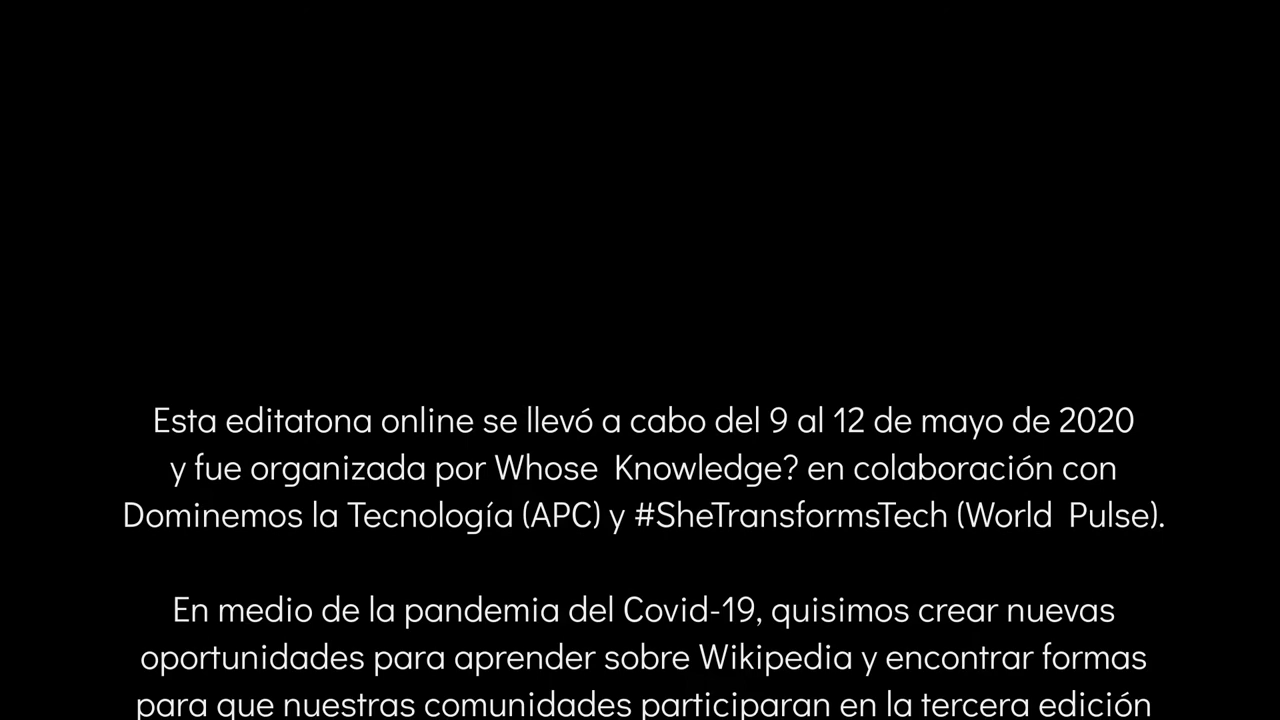 Esta editatona online se llevó a cabo del 9 al 12 de mayo de 2020
y fue organizada por Whose Knowledge? en colaboración con
Dominemos la Tecnología (APC) y #SheTransformsTech (World Pulse).
En medio de la pandemia del Covid-19, quisimos crear nuevas
oportunidades para aprender sobre Wikipedia y encontrar formas
para que nuestras comunidades participaran en la tercera edición